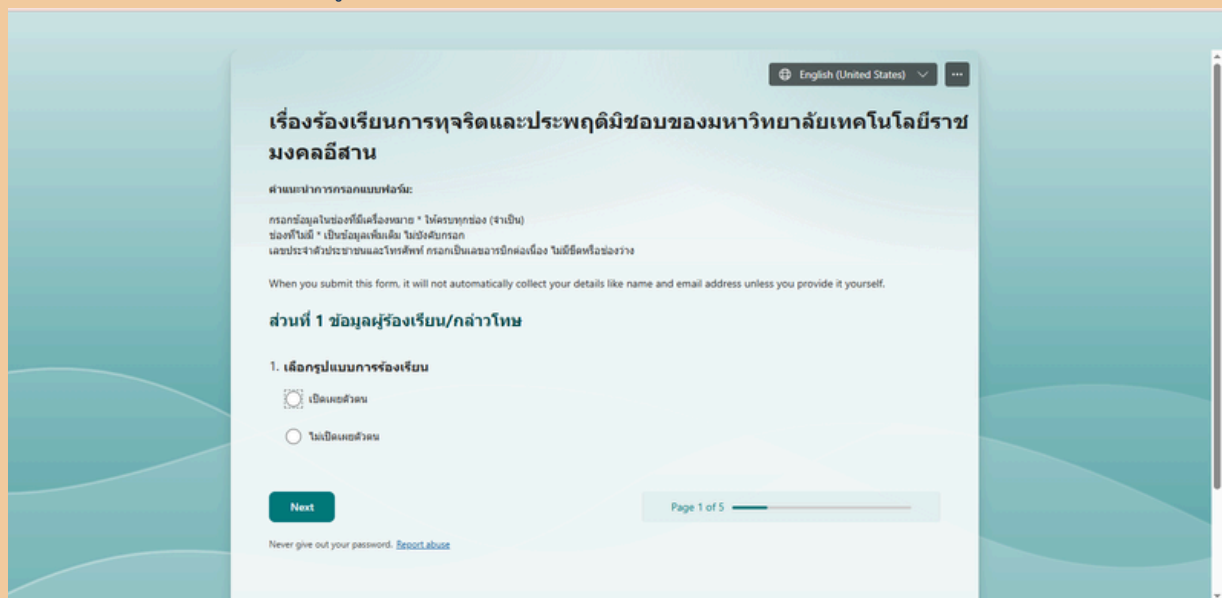 English (United States)
เรื่องร้องเรียนการทุจริตและประพฤติมิชอบของมหาวิทยาลัยเทคโนโลยีราช
มงคลอีสาน
คำแนะนำการกรอกแบบฟอร์ม:
กรอกข้อมูลในช่องที่มีเครื่องหมาย * ให้ครบทุกช่อง (จำเป็น)
ช่องที่ไม่มี * เป็นข้อมูลเพิ่มเติม ไม่บังคับกรอก
เลขประจำตัวประชาชนและโทรศัพท์ กรอกเป็นเลขอารบิกต่อเนื่อง ไม่มีขีดหรือช่องว่าง
When you submit this form, it will not automatically collect your details like name and email address unless you provide it yourself.
ส่วนที่ 1 ข้อมูลผู้ร้องเรียน/กล่าวโทษ
1. เลือกรูปแบบการร้องเรียน
เปิดเผยตัวตน
ไม่เปิดเผยตัวตน
Next
Page 1 of 5
Never give out your password. Report abuse